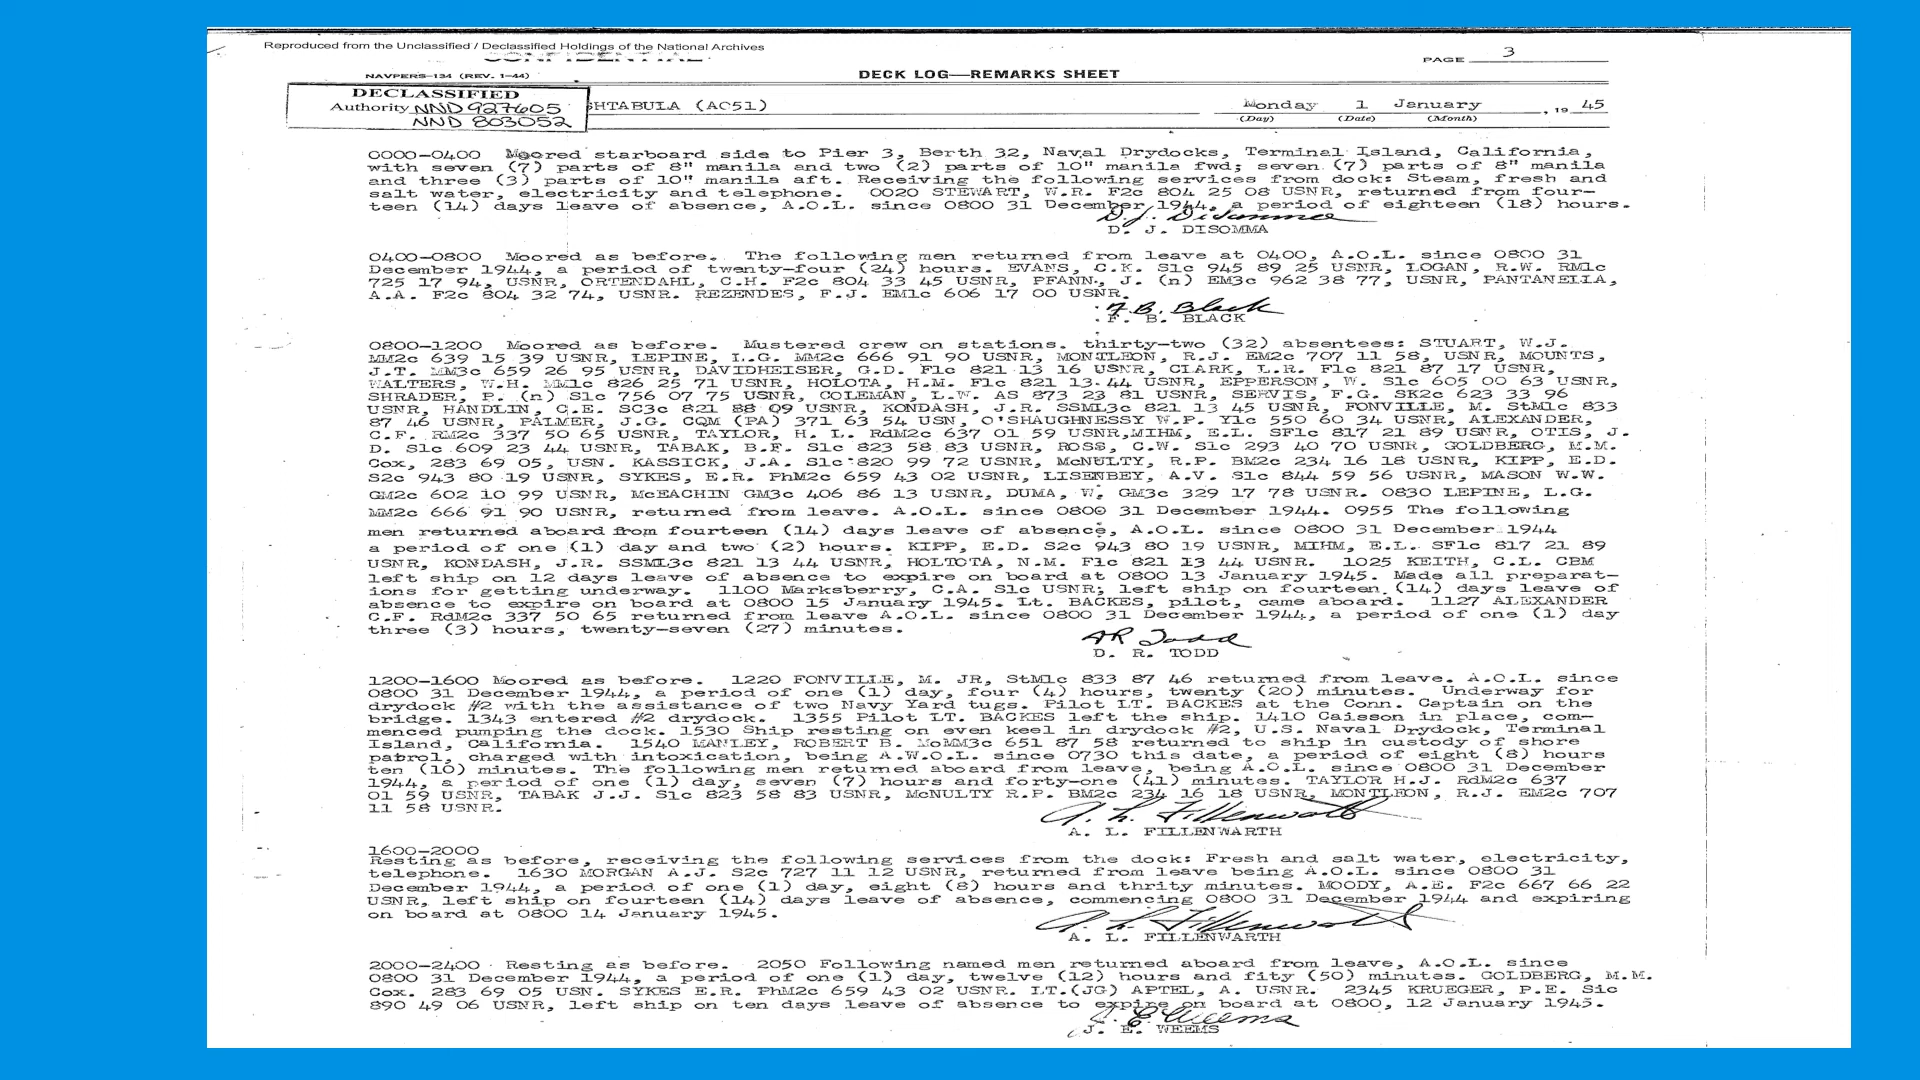 Reproduced from the Unclassified / Declassified Holdings of the National Archives
CONFIDENTIAL
PAGE 3
NAVPERS-134 (REV. 1-44)
DECK LOG—REMARKS SHEET
DECLASSIFIED
Authority NND 927605
NND 803052
SHTABULA (AO51)
Monday 1 January , 19 45
(Day) (Date) (Month)
0000-0400 Moored starboard side to Pier 3, Berth 32, Naval Drydocks, Terminal Island, California,
with seven (7) parts of 8" manila and two (2) parts of 10" manila fwd; seven (7) parts of 8" manila
and three (3) parts of 10" manila aft. Receiving the following services from dock: Steam, fresh and
salt water, electricity and telephone. 0020 STEWART, W.R. F2c 804 25 08 USNR, returned from four-
teen (14) days leave of absence, A.O.L. since 0800 31 December 1944, a period of eighteen (18) hours.
D. J. DiSomma
D. J. DISOMMA
0400-0800 Moored as before. The following men returned from leave at 0400, A.O.L. since 0800 31
December 1944, a period of twenty-four (24) hours. EVANS, C.K. S1c 945 89 25 USNR, LOGAN, R.W. RM1c
725 17 94, USNR, ORTENDAHL, C.H. F2c 804 33 45 USNR, PFANN., J. (n) EM3c 962 38 77, USNR, PANTANELLA,
A.A. F2c 804 32 74, USNR. REZENDES, F.J. EM1c 606 17 00 USNR.
F. B. Black
F. B. BLACK
0800-1200 Moored as before. Mustered crew on stations. thirty-two (32) absentees: STUART, W.J.
MM2c 639 15 39 USNR, LEPINE, L.G. MM2c 666 91 90 USNR, MONTLEON, R.J. EM2c 707 11 58, USNR, MOUNTS,
J.T. MM3c 659 26 95 USNR, DAVIDHEISER, G.D. F1c 821 13 16 USNR, CLARK, L.R. F1c 821 87 17 USNR,
WALTERS, W.H. MM1c 826 25 71 USNR, HOLOTA, H.M. F1c 821 13 44 USNR, EPPERSON, W. S1c 605 00 63 USNR,
SHRADER, P. (n) S1c 756 07 75 USNR, COLEMAN, L.W. AS 873 23 81 USNR, SERVIS, F.G. SK2c 623 33 96
USNR, HANDLIN, C.E. SC3c 821 88 09 USNR, KONDASH, J.R. SSML3c 821 13 45 USNR, FONVILLE, M. StM1c 833
87 46 USNR, PALMER, J.G. CQM (PA) 371 63 54 USN, O'SHAUGHNESSY W.P. Y1c 550 60 34 USNR, ALEXANDER,
C.F. RM2c 337 50 65 USNR, TAYLOR, H. L. RdM2c 637 01 59 USNR,MIHM, E.L. SF1c 817 21 89 USNR, OTIS, J.
D. S1c 609 23 44 USNR, TABAK, B.F. S1c 823 58 83 USNR, ROSS, C.W. S1c 293 40 70 USNR, GOLDBERG, M.M.
Cox, 283 69 05, USN. KASSICK, J.A. S1c 820 99 72 USNR, McNULTY, R.P. BM2c 234 16 18 USNR, KIPP, E.D.
S2c 943 80 19 USNR, SYKES, E.R. PhM2c 659 43 02 USNR, LISENBEY, A.V. S1c 844 59 56 USNR, MASON W.W.
GM2c 602 10 99 USNR, McEACHIN GM3c 406 86 13 USNR, DUMA, W. GM3c 329 17 78 USNR. 0830 LEPINE, L.G.
MM2c 666 91 90 USNR, returned from leave. A.O.L. since 0800 31 December 1944. 0955 The following
men returned aboard from fourteen (14) days leave of absence, A.O.L. since 0800 31 December 1944
a period of one (1) day and two (2) hours. KIPP, E.D. S2c 943 80 19 USNR, MIHM, E.L. SF1c 817 21 89
USNR, KONDASH, J.R. SSML3c 821 13 44 USNR, HOLTOTA, N.M. F1c 821 13 44 USNR. 1025 KEITH, C.L. CBM
left ship on 12 days leave of absence to expire on board at 0800 13 January 1945. Made all preparat-
ions for getting underway. 1100 Marksberry, C.A. S1c USNR; left ship on fourteen (14) days leave of
absence to expire on board at 0800 15 January 1945. Lt. BACKES, pilot, came aboard. 1127 ALEXANDER
C.F. RdM2c 337 50 65 returned from leave A.O.L. since 0800 31 December 1944, a period of one (1) day
three (3) hours, twenty-seven (27) minutes.
DR Todd
D. R. TODD
1200-1600 Moored as before. 1220 FONVILLE, M. JR, StM1c 833 87 46 returned from leave. A.O.L. since
0800 31 December 1944, a period of one (1) day, four (4) hours, twenty (20) minutes. Underway for
drydock #2 with the assistance of two Navy Yard tugs. Pilot LT. BACKES at the Conn. Captain on the
bridge. 1343 entered #2 drydock. 1355 Pilot LT. BACKES left the ship. 1410 Caisson in place, com-
menced pumping the dock. 1530 Ship resting on even keel in drydock #2, U.S. Naval Drydock, Terminal
Island, California. 1540 MANLEY, ROBERT B. MoMM3c 651 87 58 returned to ship in custody of shore
patrol, charged with intoxication, being A.W.O.L. since 0730 this date, a period of eight (8) hours
ten (10) minutes. The following men returned aboard from leave, being A.O.L. since 0800 31 December
1944, a period of one (1) day, seven (7) hours and forty-one (41) minutes. TAYLOR H.J. RdM2c 637
01 59 USNR, TABAK J.J. S1c 823 58 83 USNR, McNULTY R.P. BM2c 234 16 18 USNR, MONTLEON, R.J. EM2c 707
11 58 USNR.
A. L. Fillenwarth
A. L. FILLENWARTH
1600-2000
Resting as before, receiving the following services from the dock: Fresh and salt water, electricity,
telephone. 1630 MORGAN A.J. S2c 727 11 12 USNR, returned from leave being A.O.L. since 0800 31
December 1944, a period of one (1) day, eight (8) hours and thrity minutes. MOODY, A.E. F2c 667 66 22
USNR, left ship on fourteen (14) days leave of absence, commencing 0800 31 December 1944 and expiring
on board at 0800 14 January 1945.
A. L. Fillenwarth
A. L. FILLENWARTH
2000-2400 Resting as before. 2050 Following named men returned aboard from leave, A.O.L. since
0800 31 December 1944, a period of one (1) day, twelve (12) hours and fity (50) minutes. GOLDBERG, M.M.
Cox. 283 69 05 USN. SYKES E.R. PhM2c 659 43 02 USNR. LT.(JG) APTEL, A. USNR. 2345 KRUEGER, P.E. S1c
890 49 06 USNR, left ship on ten days leave of absence to expire on board at 0800, 12 January 1945.
J. E. Weems
J. E. WEEMS